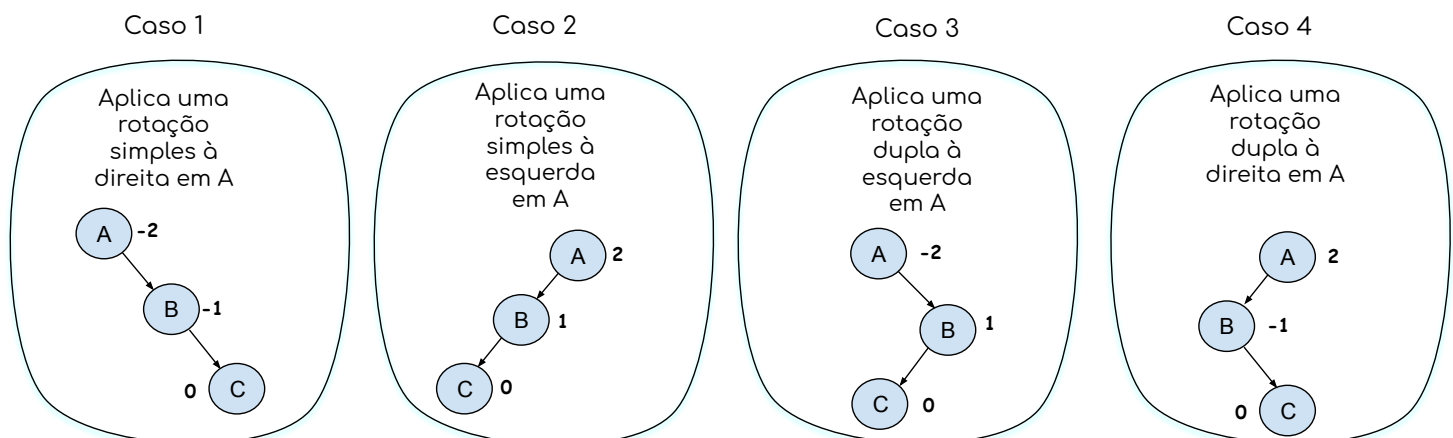 Caso 1
Aplica uma
rotação
simples à
direita em A
A
-2
B
-1
0
C
Caso 2
Aplica uma
rotação
simples à
esquerda
em A
A
2
B
1
C
0
Caso 3
Aplica uma
rotação
dupla à
esquerda
em A
A
-2
B
1
C
0
Caso 4
Aplica uma
rotação
dupla à
direita em A
A
2
B
-1
0
C